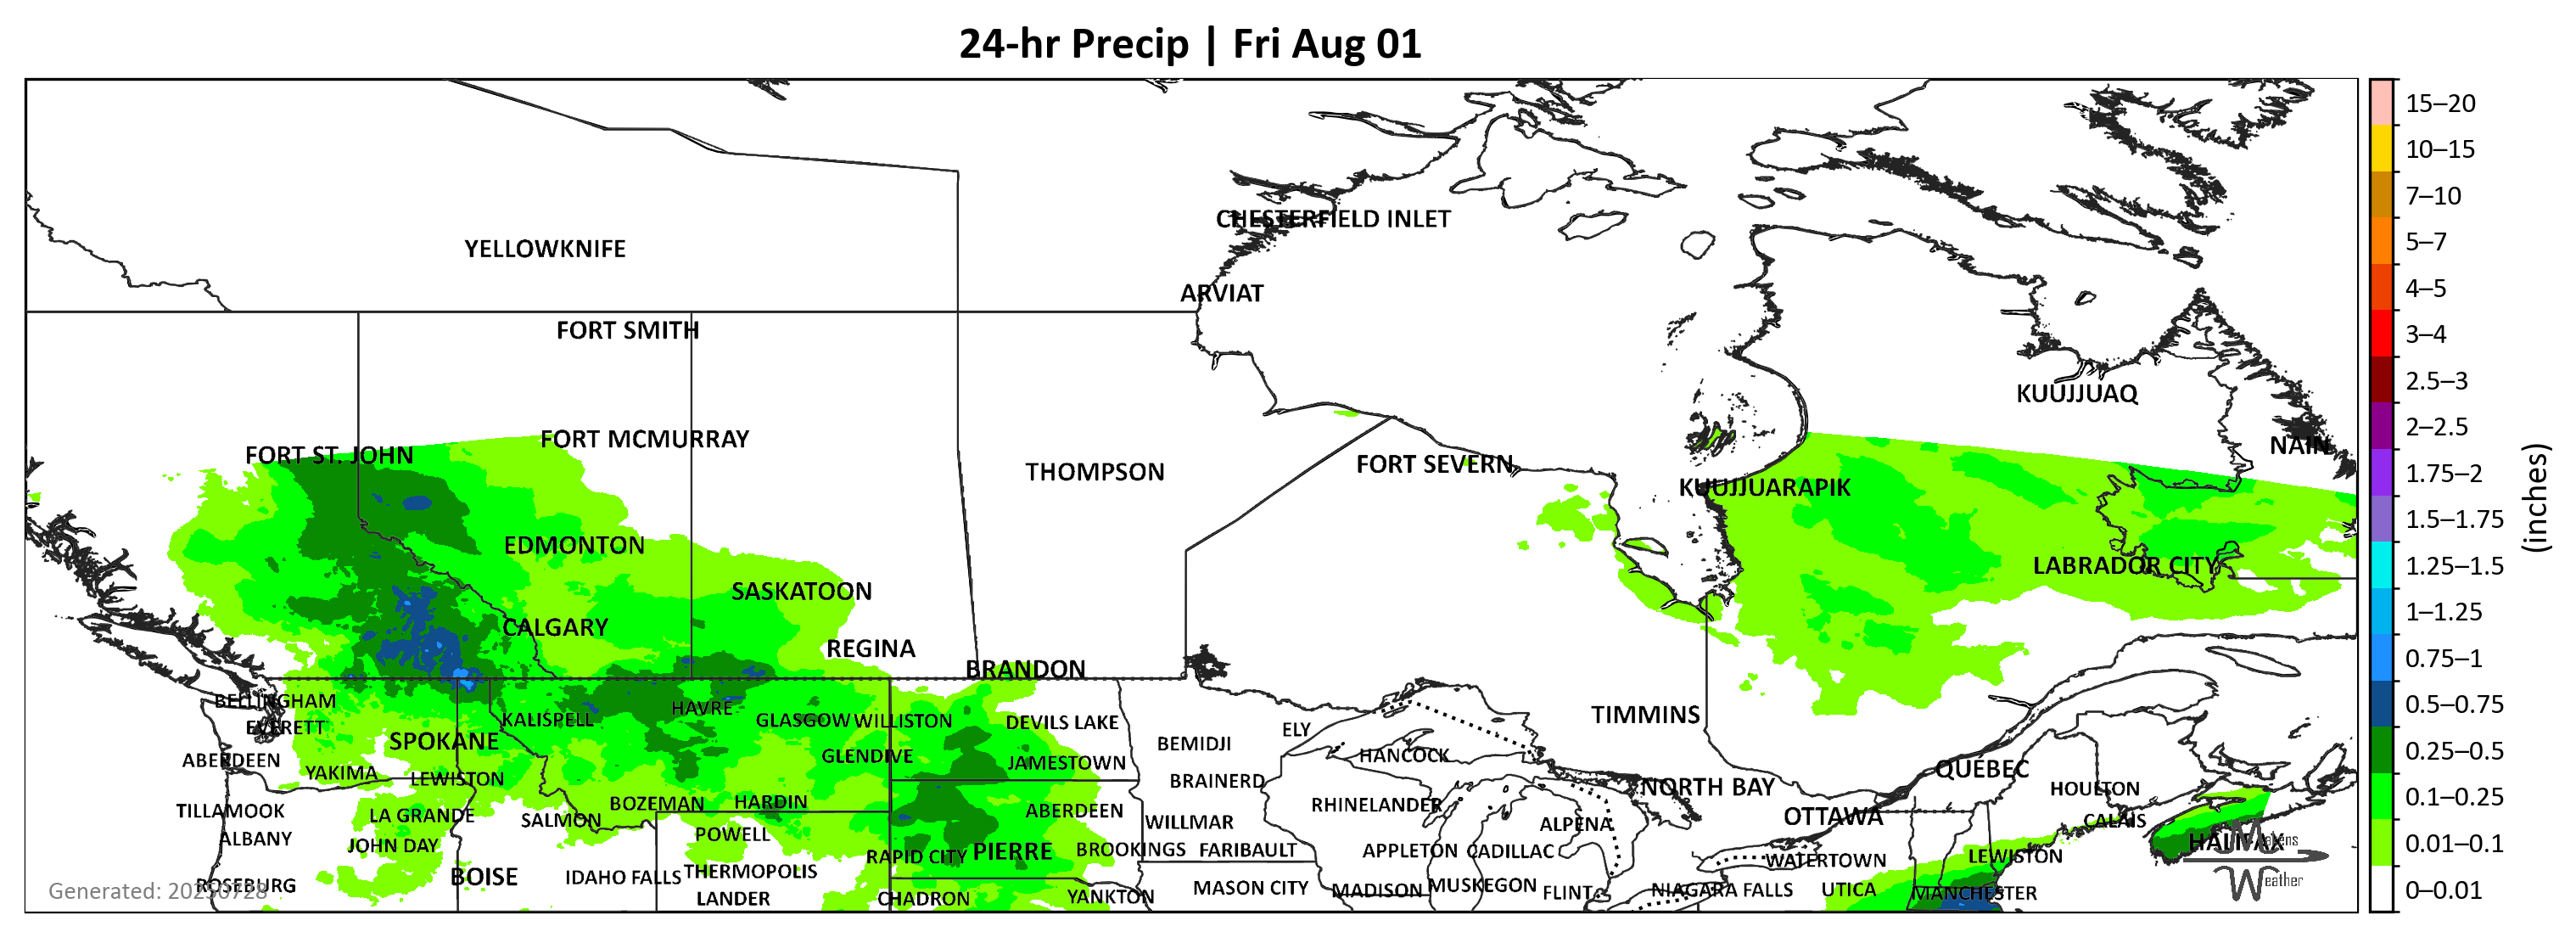 24-hr Precip | Fri Aug 01
YELLOWKNIFE
CHESTERFIELD INLET
ARVIAT
FORT SMITH
KUUJJUAQ
FORT ST. JOHN
FORT MCMURRAY
NAIN
THOMPSON
FORT SEVERN
KUUJJUARAPIK
EDMONTON
LABRADOR CITY
SASKATOON
CALGARY
REGINA
BRANDON
BELLINGHAM
KALISPELL
HAVRE
GLASGOW
WILLISTON
DEVILS LAKE
TIMMINS
EVERETT
SPOKANE
BEMIDJI
ELY
HANCOCK
ABERDEEN
GLENDIVE
JAMESTOWN
QUÉBEC
YAKIMA
LEWISTON
BRAINERD
NORTH BAY
HOULTON
TILLAMOOK
LA GRANDE
SALMON
BOZEMAN
HARDIN
ABERDEEN
RHINELANDER
OTTAWA
CALAIS
ALBANY
JOHN DAY
POWELL
WILLMAR
ALPENA
HALIFAX
RAPID CITY
PIERRE
BROOKINGS
FARIBAULT
APPLETON
CADILLAC
WATERTOWN
LEWISTON
ROSEBURG
BOISE
IDAHO FALLS
THERMOPOLIS
LANDER
CHADRON
YANKTON
MASON CITY
MADISON
MUSKEGON
FLINT
NIAGARA FALLS
UTICA
MANCHESTER
Generated: 20250728
Weather
15–20
10–15
7–10
5–7
4–5
3–4
2.5–3
2–2.5
1.75–2
1.5–1.75
1.25–1.5
1–1.25
0.75–1
0.5–0.75
0.25–0.5
0.1–0.25
0.01–0.1
0–0.01
(inches)